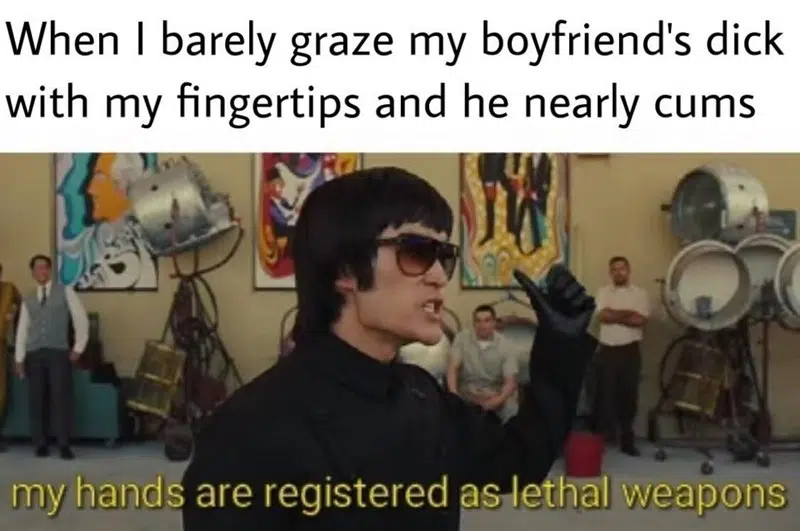 When I barely graze my boyfriend's dick
with my fingertips and he nearly cums
my hands are registered as lethal weapons